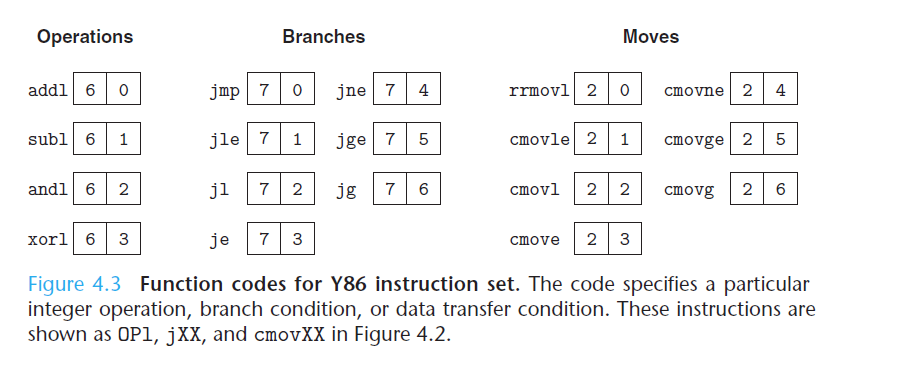 Operations Branches Moves
addl 6 0 jmp 7 0 jne 7 4 rrmovl 2 0 cmovne 2 4
subl 6 1 jle 7 1 jge 7 5 cmovle 2 1 cmovge 2 5
andl 6 2 jl 7 2 jg 7 6 cmovl 2 2 cmovg 2 6
xorl 6 3 je 7 3 cmove 2 3
Figure 4.3 Function codes for Y86 instruction set. The code specifies a particular
integer operation, branch condition, or data transfer condition. These instructions are
shown as OPl, jXX, and cmovXX in Figure 4.2.